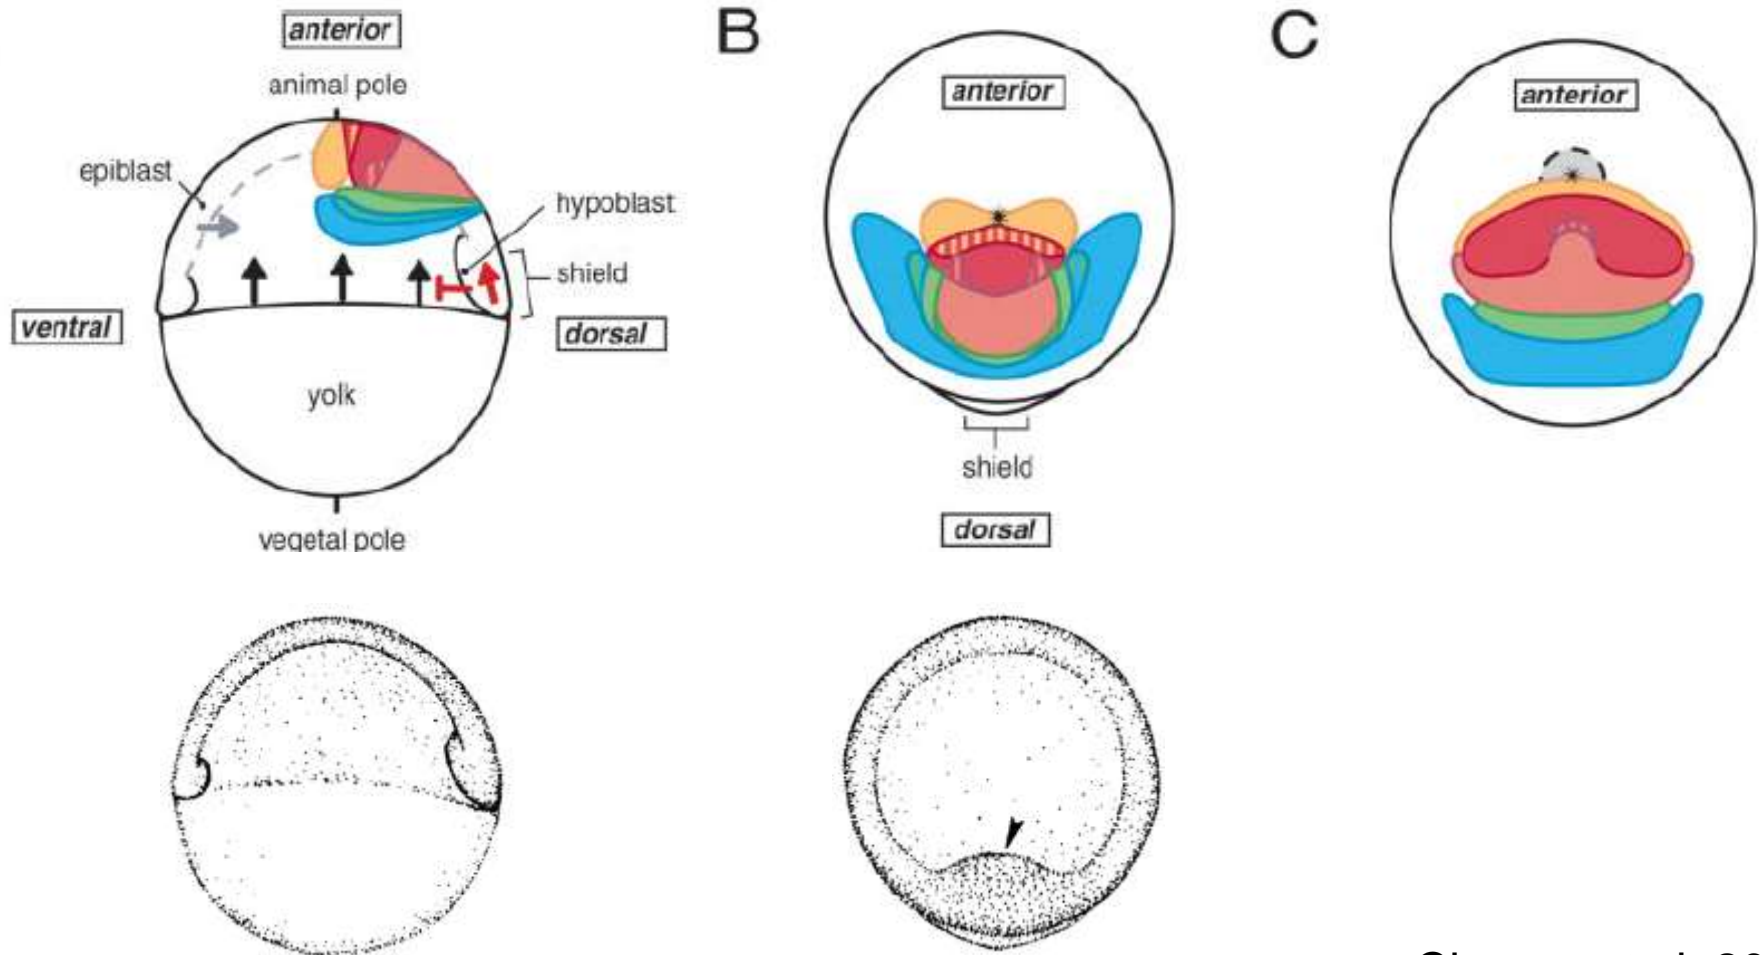 anterior
animal pole
epiblast
hypoblast
shield
ventral
dorsal
yolk
vegetal pole
B
anterior
shield
dorsal
C
anterior